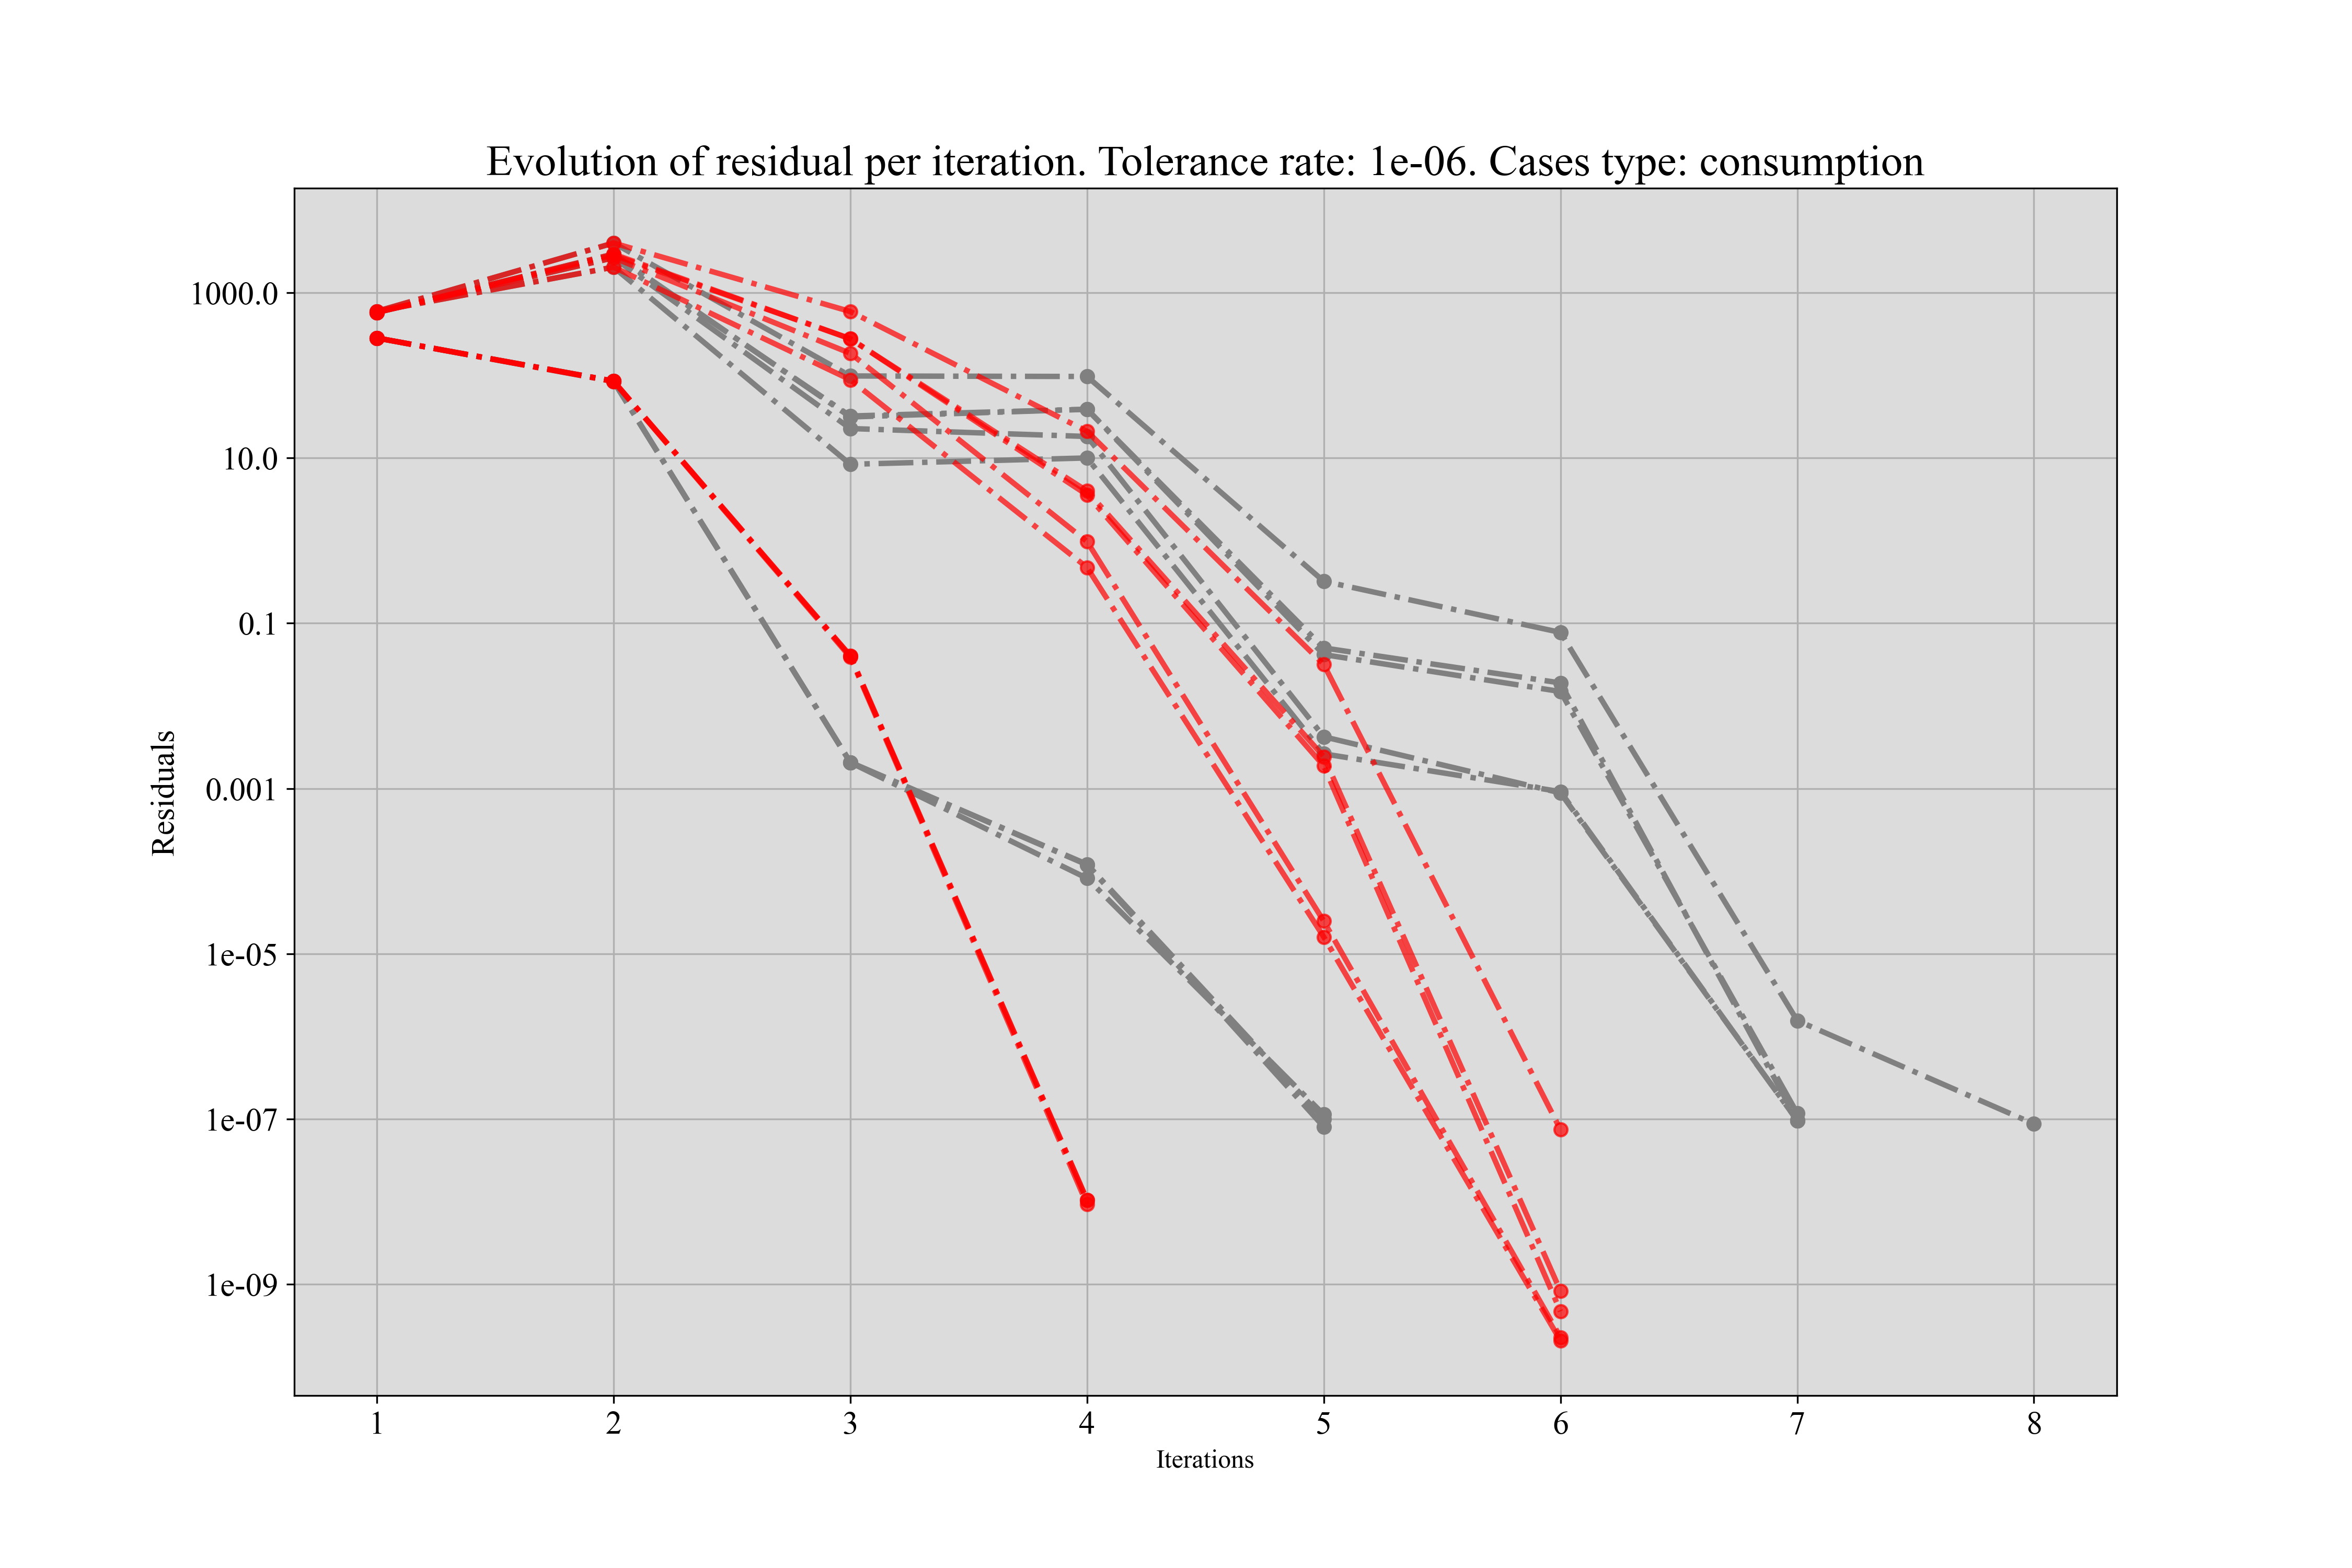 Evolution of residual per iteration. Tolerance rate: 1e-06. Cases type: consumption
1000.0
10.0
0.1
0.001
1e-05
1e-07
1e-09
Residuals
1 2 3 4 5 6 7 8
Iterations